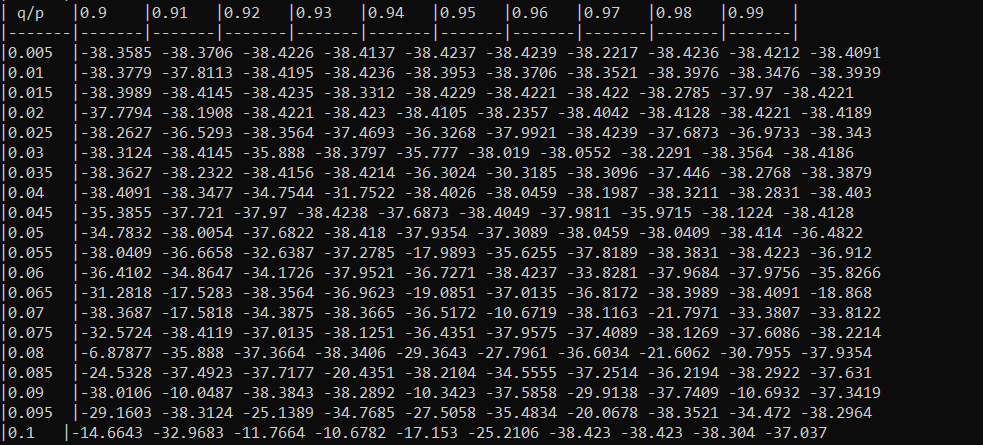 | q/p |0.9 |0.91 |0.92 |0.93 |0.94 |0.95 |0.96 |0.97 |0.98 |0.99 |
|-------|-------|-------|-------|-------|-------|-------|-------|-------|-------|-------|
|0.005 |-38.3585 -38.3706 -38.4226 -38.4137 -38.4237 -38.4239 -38.2217 -38.4236 -38.4212 -38.4091
|0.01 |-38.3779 -37.8113 -38.4195 -38.4236 -38.3953 -38.3706 -38.3521 -38.3976 -38.3476 -38.3939
|0.015 |-38.3989 -38.4145 -38.4235 -38.3312 -38.4229 -38.4221 -38.422 -38.2785 -37.97 -38.4221
|0.02 |-37.7794 -38.1908 -38.4221 -38.423 -38.4105 -38.2357 -38.4042 -38.4128 -38.4221 -38.4189
|0.025 |-38.2627 -36.5293 -38.3564 -37.4693 -36.3268 -37.9921 -38.4239 -37.6873 -36.9733 -38.343
|0.03 |-38.3124 -38.4145 -35.888 -38.3797 -35.777 -38.019 -38.0552 -38.2291 -38.3564 -38.4186
|0.035 |-38.3627 -38.2322 -38.4156 -38.4214 -36.3024 -30.3185 -38.3096 -37.446 -38.2768 -38.3879
|0.04 |-38.4091 -38.3477 -34.7544 -31.7522 -38.4026 -38.0459 -38.1987 -38.3211 -38.2831 -38.403
|0.045 |-35.3855 -37.721 -37.97 -38.4238 -37.6873 -38.4049 -37.9811 -35.9715 -38.1224 -38.4128
|0.05 |-34.7832 -38.0054 -37.6822 -38.418 -37.9354 -37.3089 -38.0459 -38.0409 -38.414 -36.4822
|0.055 |-38.0409 -36.6658 -32.6387 -37.2785 -17.9893 -35.6255 -37.8189 -38.3831 -38.4223 -36.912
|0.06 |-36.4102 -34.8647 -34.1726 -37.9521 -36.7271 -38.4237 -33.8281 -37.9684 -37.9756 -35.8266
|0.065 |-31.2818 -17.5283 -38.3564 -36.9623 -19.0851 -37.0135 -36.8172 -38.3989 -38.4091 -18.868
|0.07 |-38.3687 -17.5818 -34.3875 -38.3665 -36.5172 -10.6719 -38.1163 -21.7971 -33.3807 -33.8122
|0.075 |-32.5724 -38.4119 -37.0135 -38.1251 -36.4351 -37.9575 -37.4089 -38.1269 -37.6086 -38.2214
|0.08 |-6.87877 -35.888 -37.3664 -38.3406 -29.3643 -27.7961 -36.6034 -21.6062 -30.7955 -37.9354
|0.085 |-24.5328 -37.4923 -37.7177 -20.4351 -38.2104 -34.5555 -37.2514 -36.2194 -38.2922 -37.631
|0.09 |-38.0106 -10.0487 -38.3843 -38.2892 -10.3423 -37.5858 -29.9138 -37.7409 -10.6932 -37.3419
|0.095 |-29.1603 -38.3124 -25.1389 -34.7685 -27.5058 -35.4834 -20.0678 -38.3521 -34.472 -38.2964
|0.1 |-14.6643 -32.9683 -11.7664 -10.6782 -17.153 -25.2106 -38.423 -38.423 -38.304 -37.037